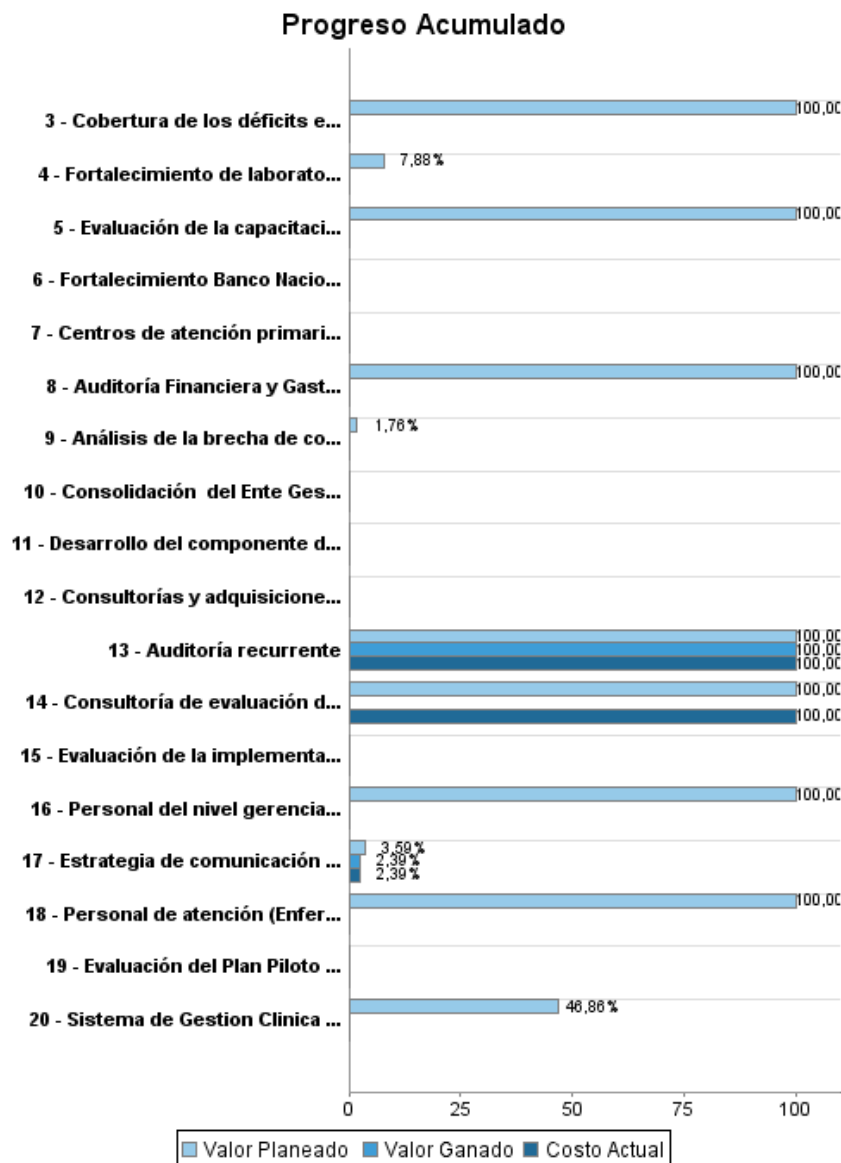 Progreso Acumulado
3 - Cobertura de los déficits e...
100,00
4 - Fortalecimiento de laborato...
7,88%
5 - Evaluación de la capacitaci...
100,00
6 - Fortalecimiento Banco Nacio...
7 - Centros de atención primari...
8 - Auditoría Financiera y Gast...
100,00
9 - Análisis de la brecha de co...
1,76%
10 - Consolidación  del Ente Ges...
11 - Desarrollo del componente d...
12 - Consultorías y adquisicione...
13 - Auditoría recurrente
100,00
100,00
100,00
14 - Consultoría de evaluación d...
100,00
100,00
15 - Evaluación de la implementa...
16 - Personal del nivel gerencia...
100,00
17 - Estrategia de comunicación ...
3,59%
2,39%
2,39%
18 - Personal de atención (Enfer...
100,00
19 - Evaluación del Plan Piloto ...
20 - Sistema de Gestion Clinica ...
46,86%
0 25 50 75 100
Valor Planeado Valor Ganado Costo Actual